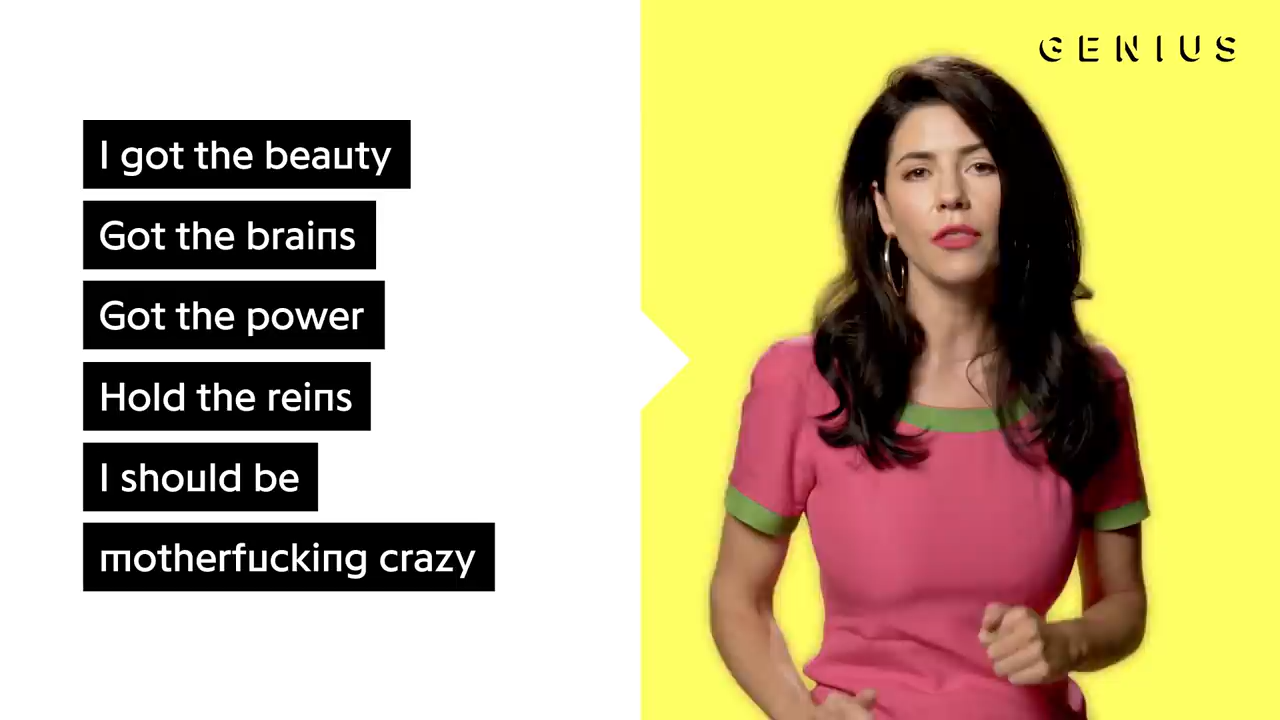 GENIUS
I got the beauty
Got the brains
Got the power
Hold the reins
I should be
motherfucking crazy